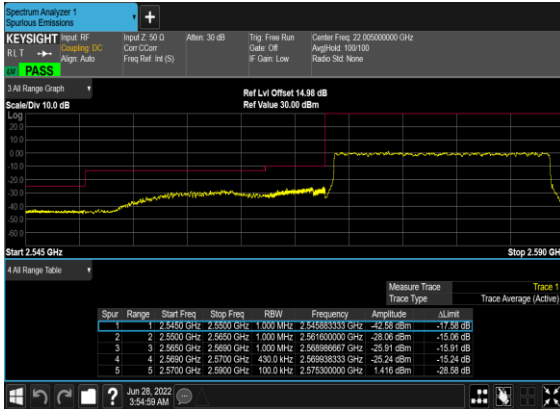 Spectrum Analyzer 1
Spurious Emissions
KEYSIGHT Input: RF Input Z: 50 Ω Atten: 30 dB Trig: Free Run Center Freq: 22.005000000 GHz
RLT Coupling: DC Corr CCorr Gate: Off Avg|Hold: 100/100
Align: Auto Freq Ref: Int (S) IF Gain: Low Radio Std: None
PASS
3 All Range Graph
Ref Lvl Offset 14.98 dB
Scale/Div 10.0 dB Ref Value 30.00 dBm
Log
20.0
10.0
0.00
-10.0
-20.0
-30.0
-40.0
-50.0
-60.0
Start 2.545 GHz Stop 2.590 GH
4 All Range Table
Measure Trace Trace 1
Trace Type Trace Average (Active)
Spur Range Start Freq Stop Freq RBW Frequency Amplitude ΔLimit
1 1 2.5450 GHz 2.5500 GHz 1.000 MHz 2.545883333 GHz -42.58 dBm -17.58 dB
2 2 2.5500 GHz 2.5650 GHz 1.000 MHz 2.561600000 GHz -28.06 dBm -15.06 dB
3 3 2.5650 GHz 2.5690 GHz 1.000 MHz 2.568986667 GHz -25.91 dBm -15.91 dB
4 4 2.5690 GHz 2.5700 GHz 430.0 kHz 2.569938333 GHz -25.24 dBm -15.24 dB
5 5 2.5700 GHz 2.5900 GHz 100.0 kHz 2.575300000 GHz 1.416 dBm -28.58 dB
Jun 28, 2022
3:54:59 AM